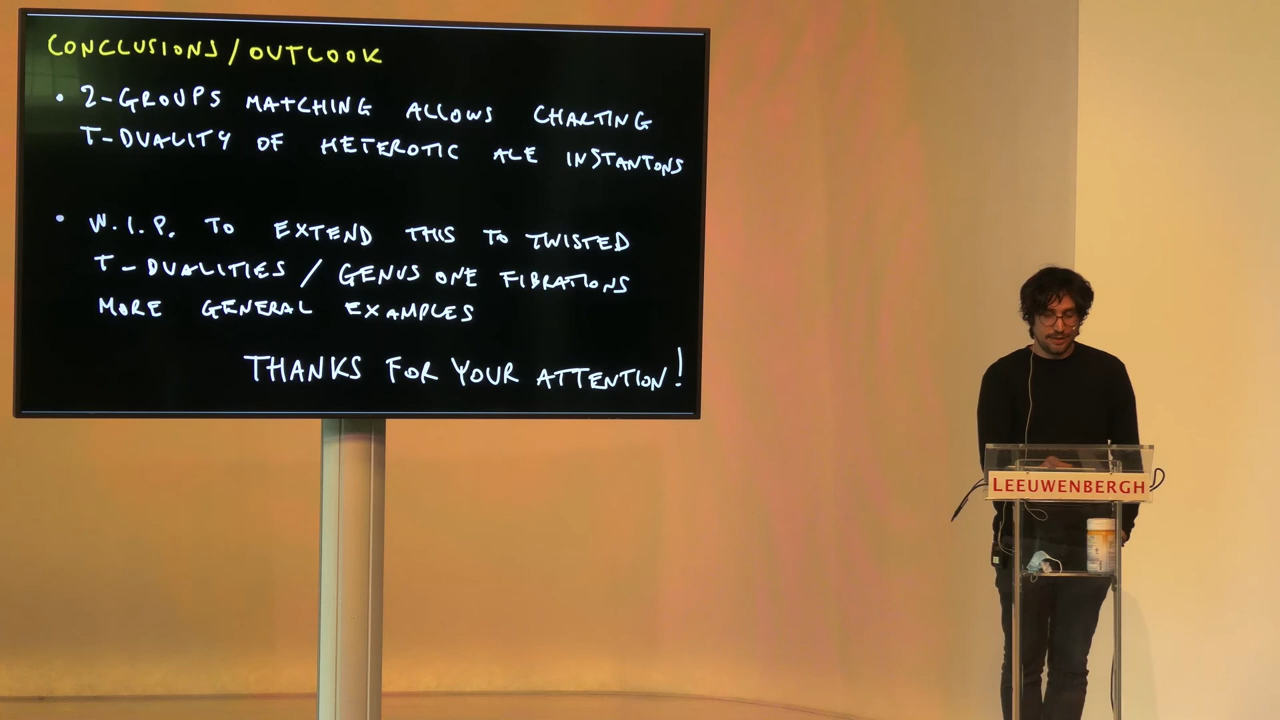 CONCLUSIONS/OUTLOOK
• 2-GROUPS MATCHING ALLOWS CHARTING
T-DUALITY OF HETEROTIC ALE INSTANTONS
• W.I.P. TO EXTEND THIS TO TWISTED
T-DUALITIES / GENUS ONE FIBRATIONS
MORE GENERAL EXAMPLES
THANKS FOR YOUR ATTENTION!
LEEUWENBERGH